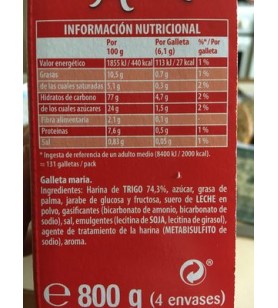 INFORMACIÓN NUTRICIONAL
Por 100 g Por Galleta (6,1 g) %*/Por galleta
Valor energético 1855 kJ/440 kcal 113 kJ/27 kcal 1 %
Grasas 10,5 g 0,7 g 1 %
de las cuales saturadas 5,1 g 0,3 g 2 %
Hidratos de carbono 77 g 4,7 g 2 %
de los cuales azúcares 24 g 1,5 g 2 %
Fibra alimentaria 2,1 g 0,1 g
Proteínas 7,6 g 0,5 g 1 %
Sal 0,83 g 0,05 g 1 %
* Ingesta de referencia de un adulto medio (8400 kJ / 2000 kcal).
≈ 131 galletas / pack
Galleta maria.
Ingredientes: Harina de TRIGO 74,3%, azúcar, grasa de
palma, jarabe de glucosa y fructosa, suero de LECHE en
polvo, gasificantes (bicarbonato de amonio, bicarbonato de
sodio), sal, emulgentes (lecitina de SOJA, lecitina de girasol),
agente de tratamiento de la harina (METABISULFITO de
sodio), aroma.
e 800 g (4 envases)